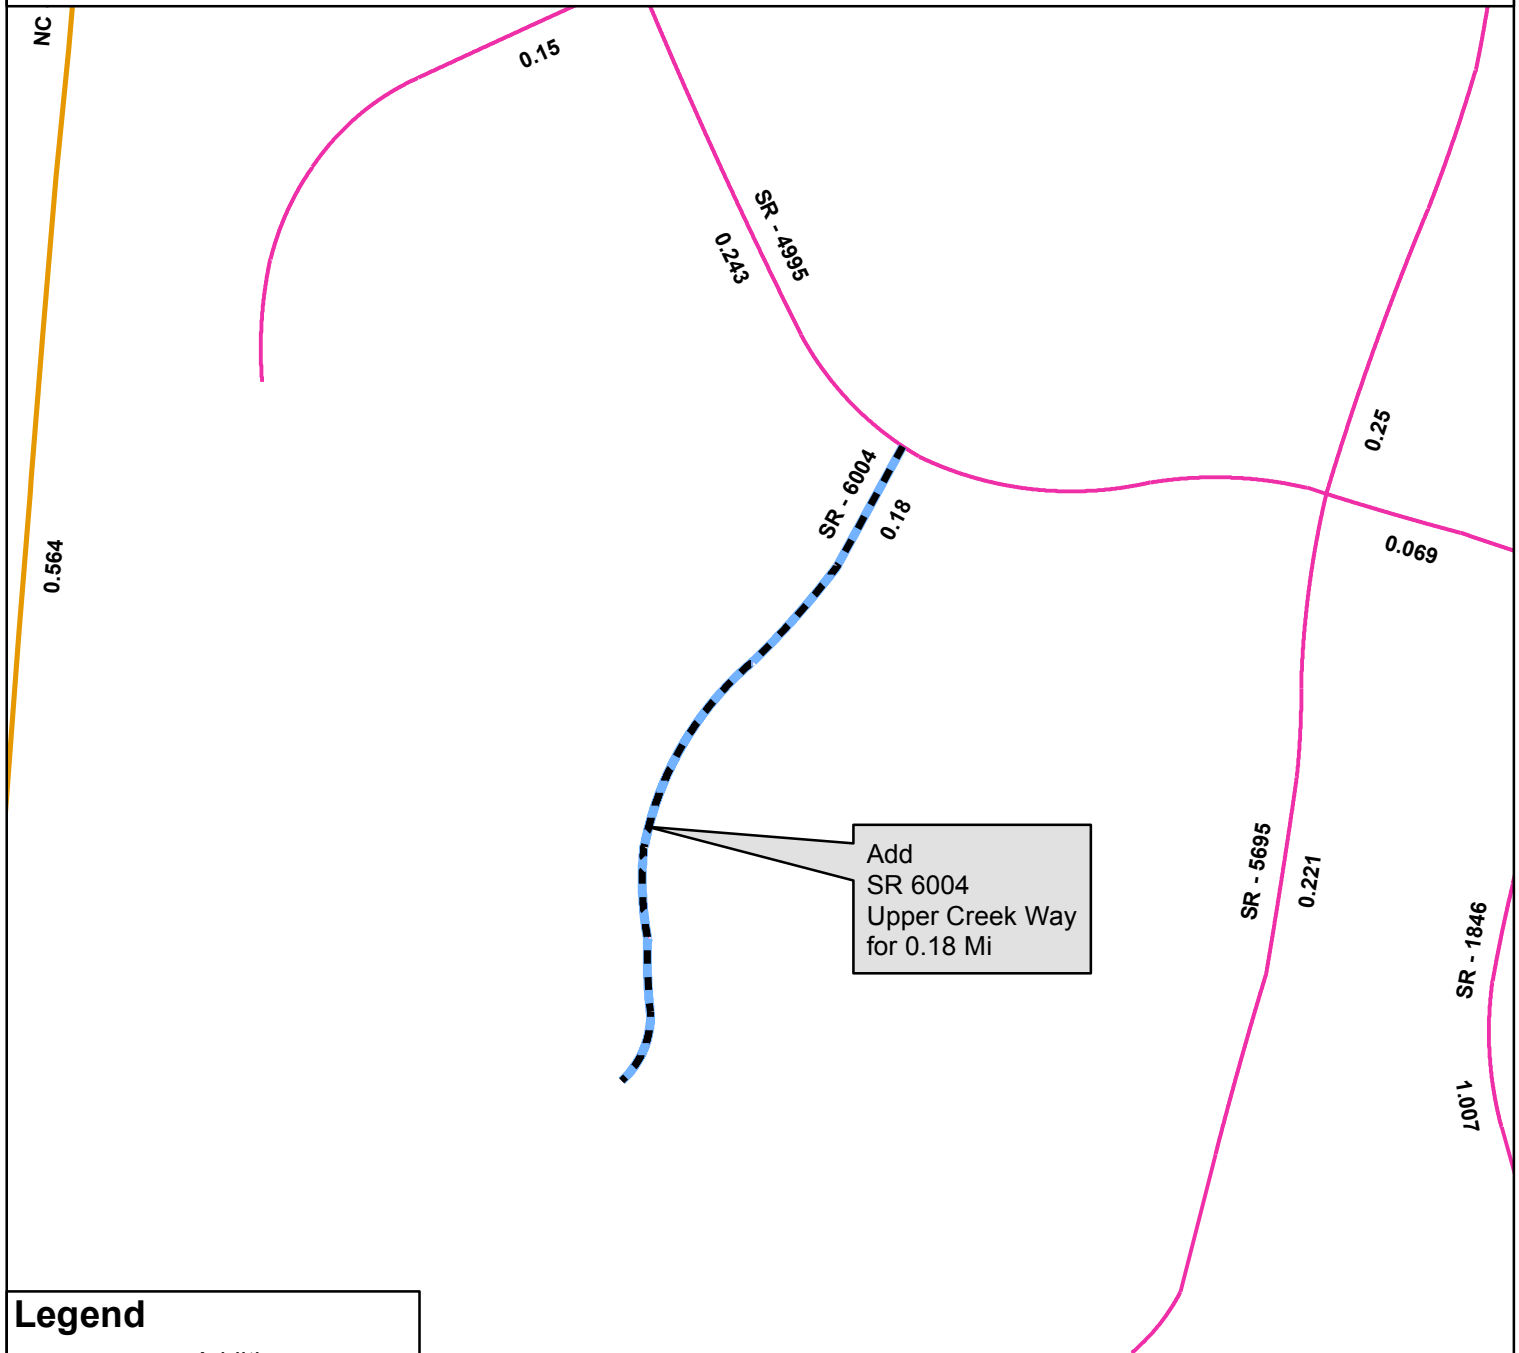 NC
0.15
SR - 4995
0.243
0.25
SR - 6004
0.18
0.069
0.564
Add
SR 6004
Upper Creek Way
for 0.18 Mi
SR - 5695
0.221
SR - 1846
1.007
Legend